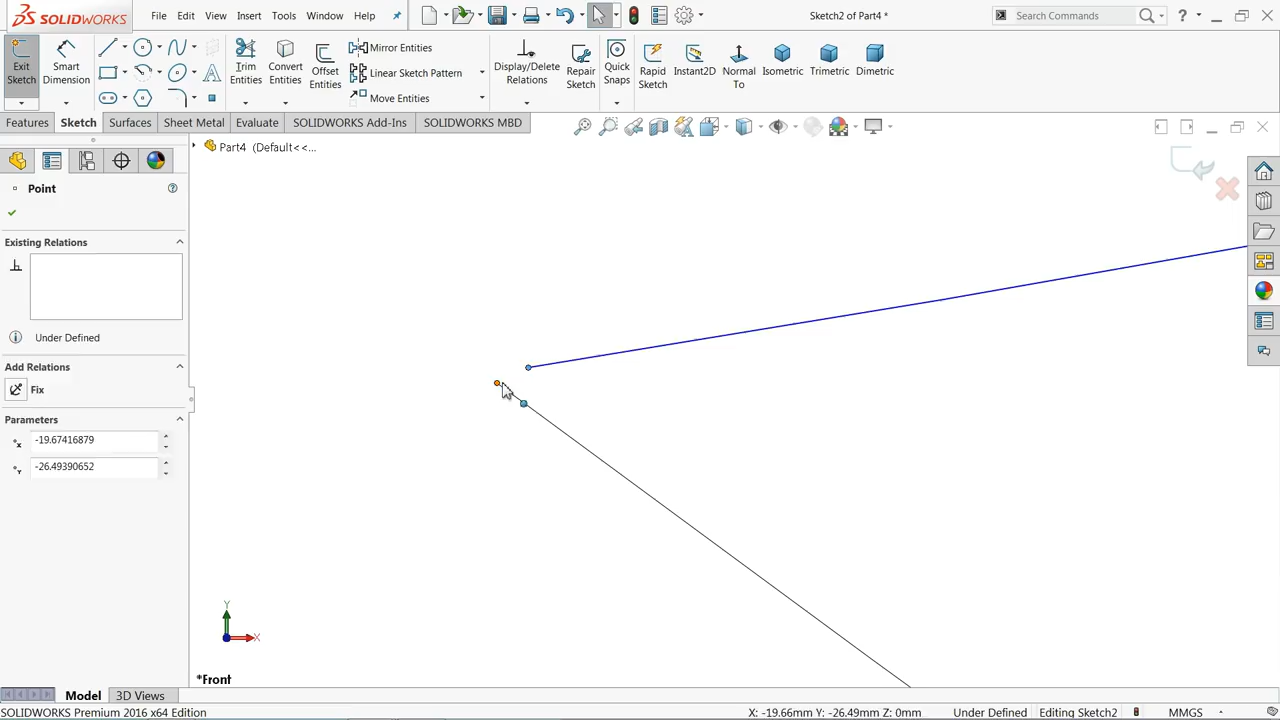 SOLIDWORKS File Edit View Insert Tools Window Help Sketch2 of Part4 * Search Commands ?
Exit Sketch
Smart Dimension
Trim Entities
Convert Entities
Offset Entities
Mirror Entities
Linear Sketch Pattern
Move Entities
Display/Delete Relations
Repair Sketch
Quick Snaps
Rapid Sketch
Instant2D
Normal To
Isometric
Trimetric
Dimetric
Features Sketch Surfaces Sheet Metal Evaluate SOLIDWORKS Add-Ins SOLIDWORKS MBD
Part4 (Default<<...
Point
Existing Relations
Under Defined
Add Relations
Fix
Parameters
-19.67416879
-26.49390652
Y
X
*Front
Model 3D Views
SOLIDWORKS Premium 2016 x64 Edition X: -19.66mm Y: -26.49mm Z: 0mm Under Defined Editing Sketch2 MMGS